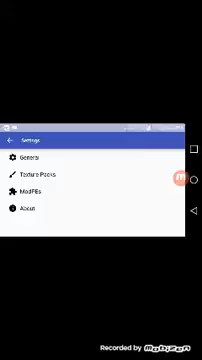 Settings
General
Texture Packs
ModPEs
About
Recorded by Mobizen